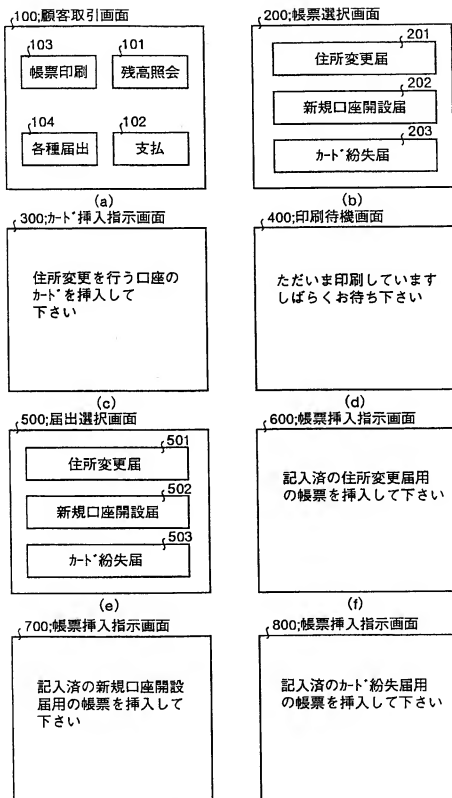 100;顧客取引画面
103
101
帳票印刷
残高照会
104
102
各種届出
支払
(a)
200;帳票選択画面
201
住所変更届
202
新規口座開設届
203
カード紛失届
(b)
300;カード挿入指示画面
住所変更を行う口座の
カードを挿入して
下さい
(c)
400;印刷待機画面
ただいま印刷しています
しばらくお待ち下さい
(d)
500;届出選択画面
501
住所変更届
502
新規口座開設届
503
カード紛失届
(e)
600;帳票挿入指示画面
記入済の住所変更届用
の帳票を挿入して下さい
(f)
700;帳票挿入指示画面
記入済の新規口座開設
届用の帳票を挿入して
下さい
800;帳票挿入指示画面
記入済のカード紛失届用
の帳票を挿入して下さい